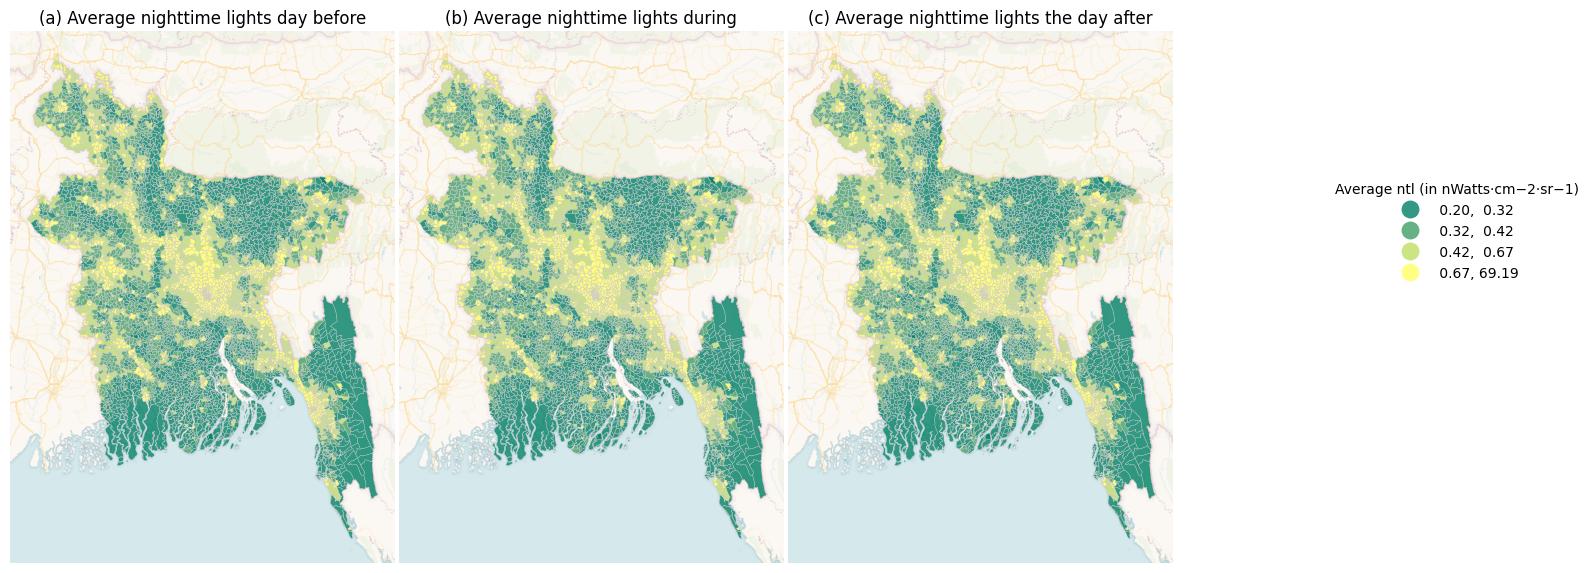 (a) Average nighttime lights day before
(b) Average nighttime lights during
(c) Average nighttime lights the day after
Average ntl (in nWatts·cm−2·sr−1)
0.20, 0.32
0.32, 0.42
0.42, 0.67
0.67, 69.19